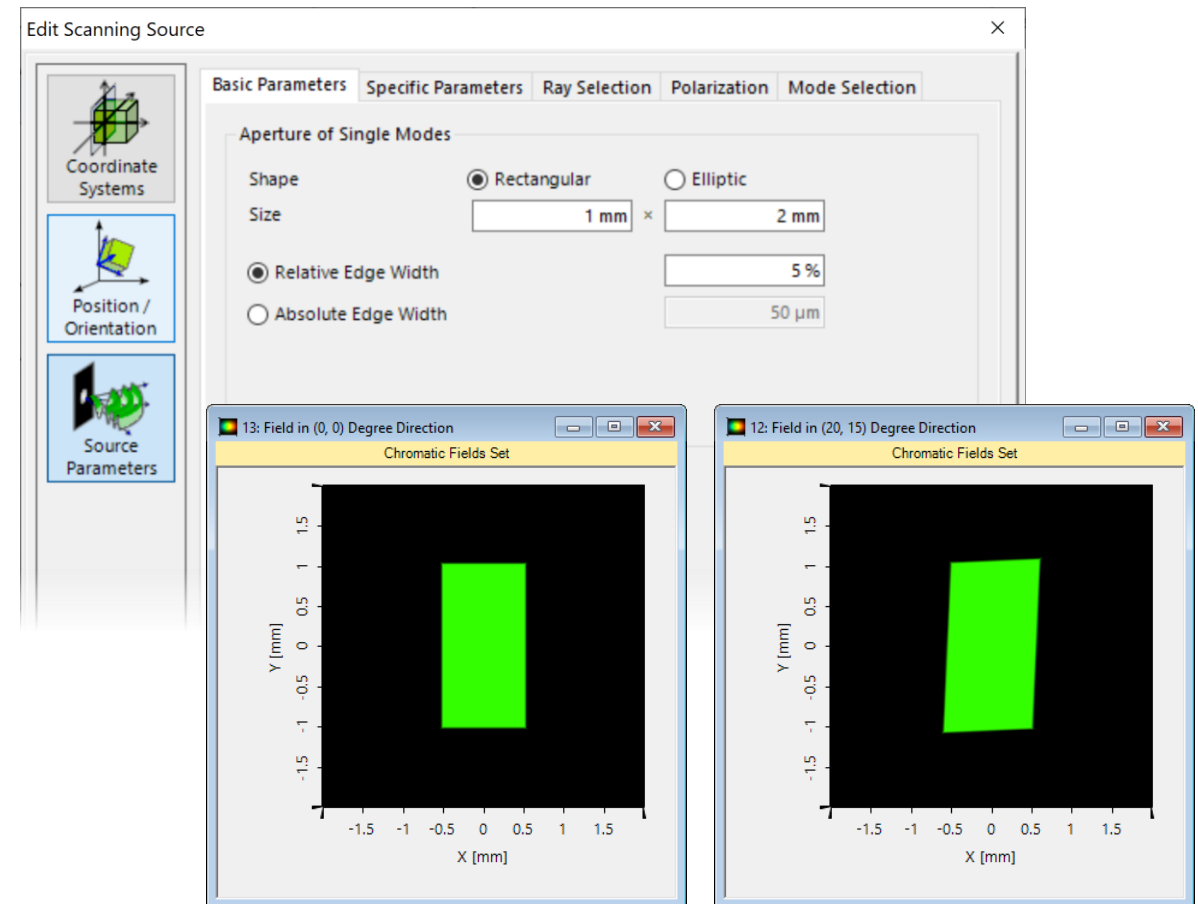 Edit Scanning Source
Coordinate
Systems
Position /
Orientation
Source
Parameters
Basic Parameters Specific Parameters Ray Selection Polarization Mode Selection
Aperture of Single Modes
Shape Rectangular Elliptic
Size 1 mm × 2 mm
Relative Edge Width 5 %
Absolute Edge Width 50 µm
13: Field in (0, 0) Degree Direction
Chromatic Fields Set
Y [mm]
1.5
1
0.5
0
-0.5
-1
-1.5
-1.5 -1 -0.5 0 0.5 1 1.5
X [mm]
12: Field in (20, 15) Degree Direction
Chromatic Fields Set
Y [mm]
1.5
1
0.5
0
-0.5
-1
-1.5
-1.5 -1 -0.5 0 0.5 1 1.5
X [mm]